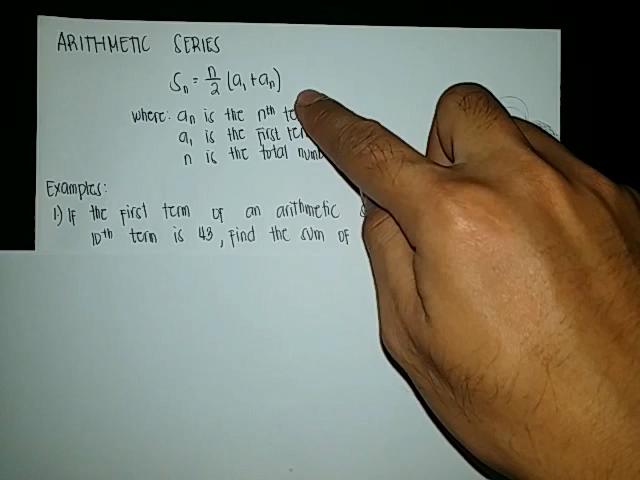 ARITHMETIC SERIES
Sₙ = n/2 (a₁ + aₙ)
where: aₙ is the nᵗʰ
a₁ is the first
n is the total
Examples:
1) If the first term of an arithmetic
10ᵗʰ term is 43, find the sum of